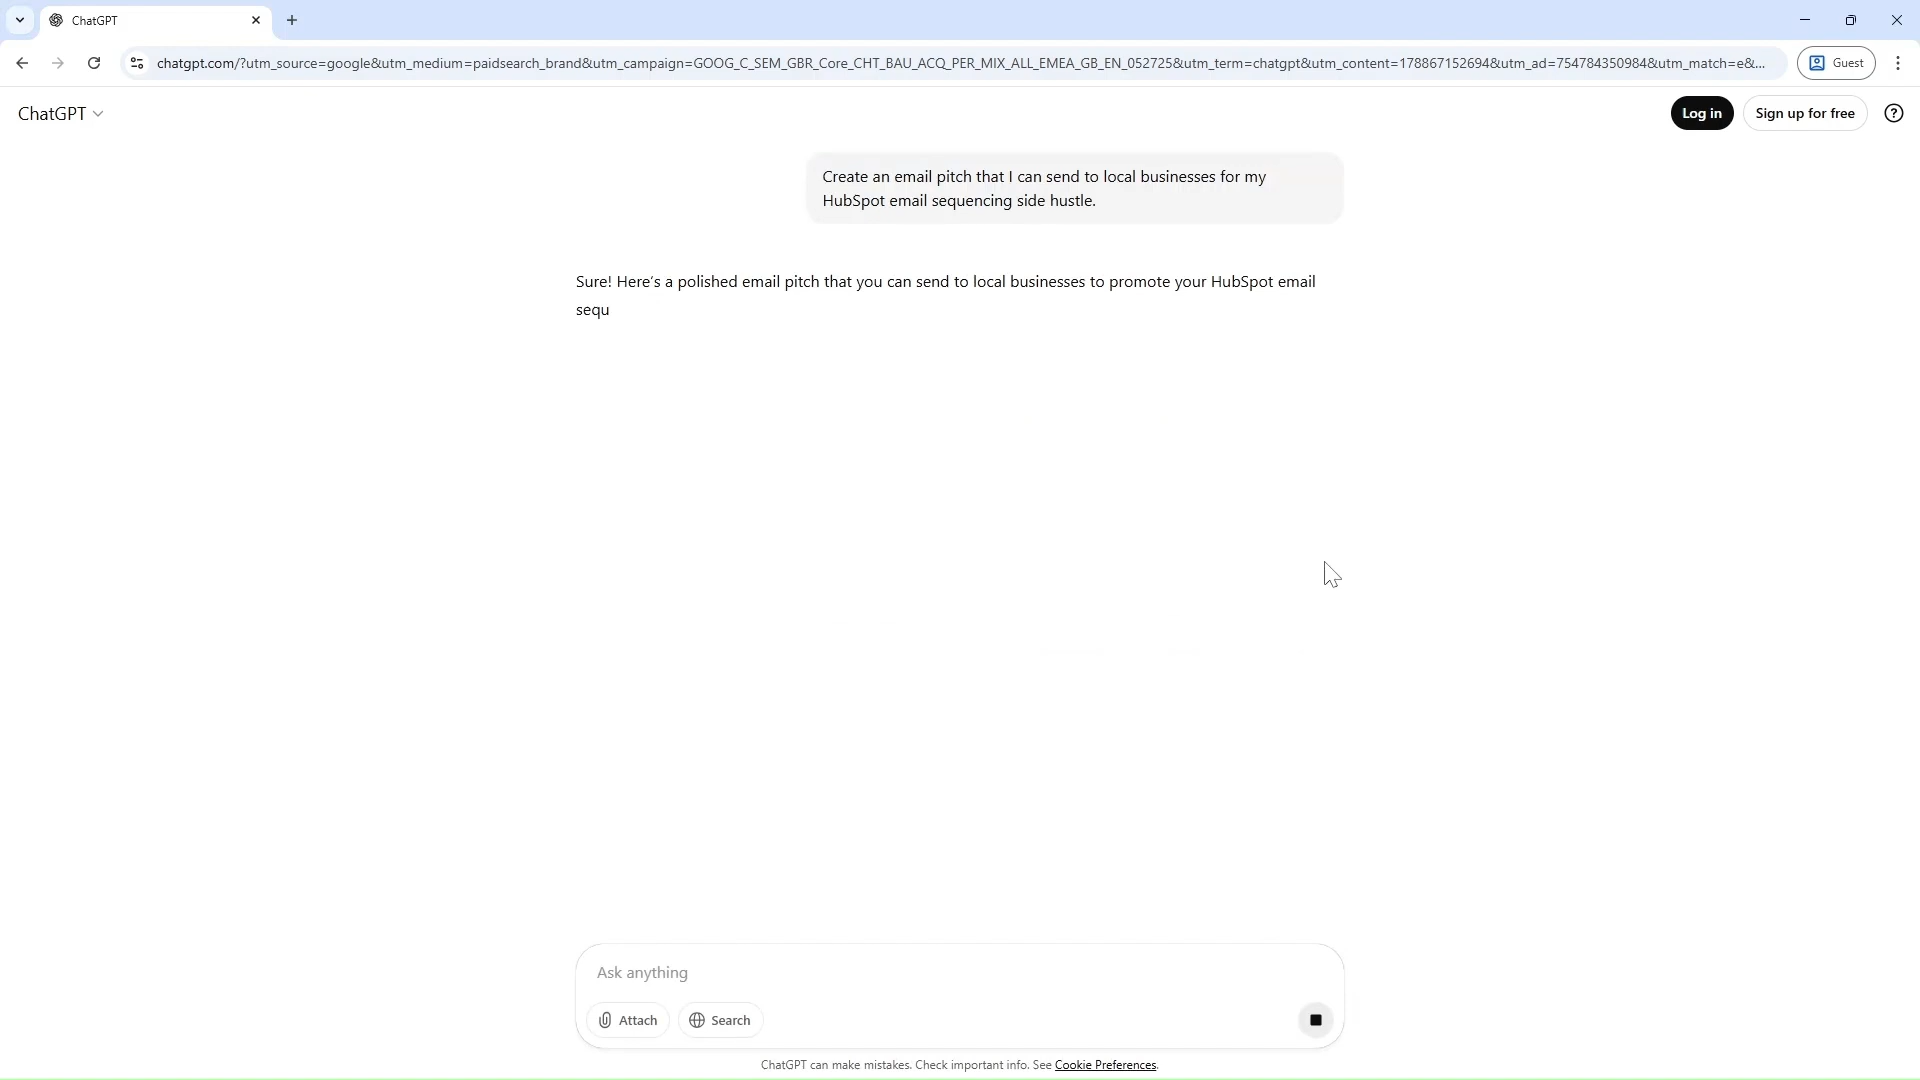 ChatGPT
chatgpt.com/?utm_source=google&utm_medium=paidsearch_brand&utm_campaign=GOOG_C_SEM_GBR_Core_CHT_BAU_ACQ_PER_MIX_ALL_EMEA_GB_EN_052725&utm_term=chatgpt&utm_content=178867152694&utm_ad=754784350984&utm_match=e&...
Guest
ChatGPT
Log in
Sign up for free
Create an email pitch that I can send to local businesses for my
HubSpot email sequencing side hustle.
Sure! Here's a polished email pitch that you can send to local businesses to promote your HubSpot email
sequ
Ask anything
Attach
Search
ChatGPT can make mistakes. Check important info. See Cookie Preferences.